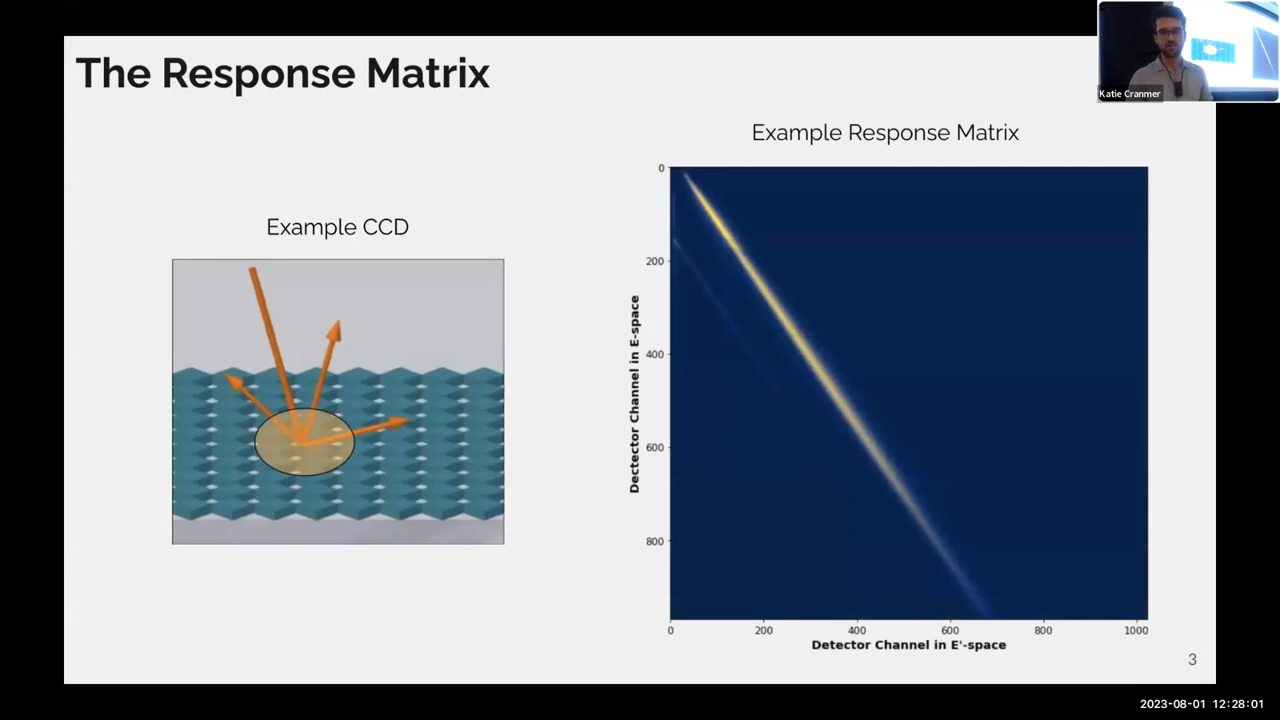 The Response Matrix
Katie Cranmer
Example Response Matrix
Example CCD
0
200
400
600
800
Dectector Channel in E-space
0 200 400 600 800 1000
Detector Channel in E'-space
3
2023-08-01 12:28:01